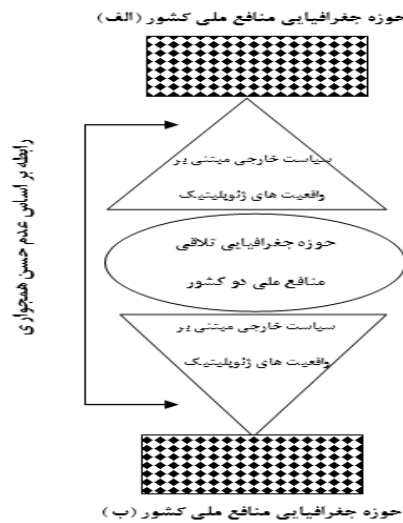 حوزه جغرافیایی منافع ملی کشور (الف)
سیاست خارجی مبتنی بر
واقعیت های ژئوپلیتیک
حوزه جغرافیایی تلاقی
منافع ملی دو کشور
سیاست خارجی مبتنی بر
واقعیت های ژئوپلیتیک
حوزه جغرافیایی منافع ملی کشور (ب)
رابطه بر اساس عدم حسن همجواری